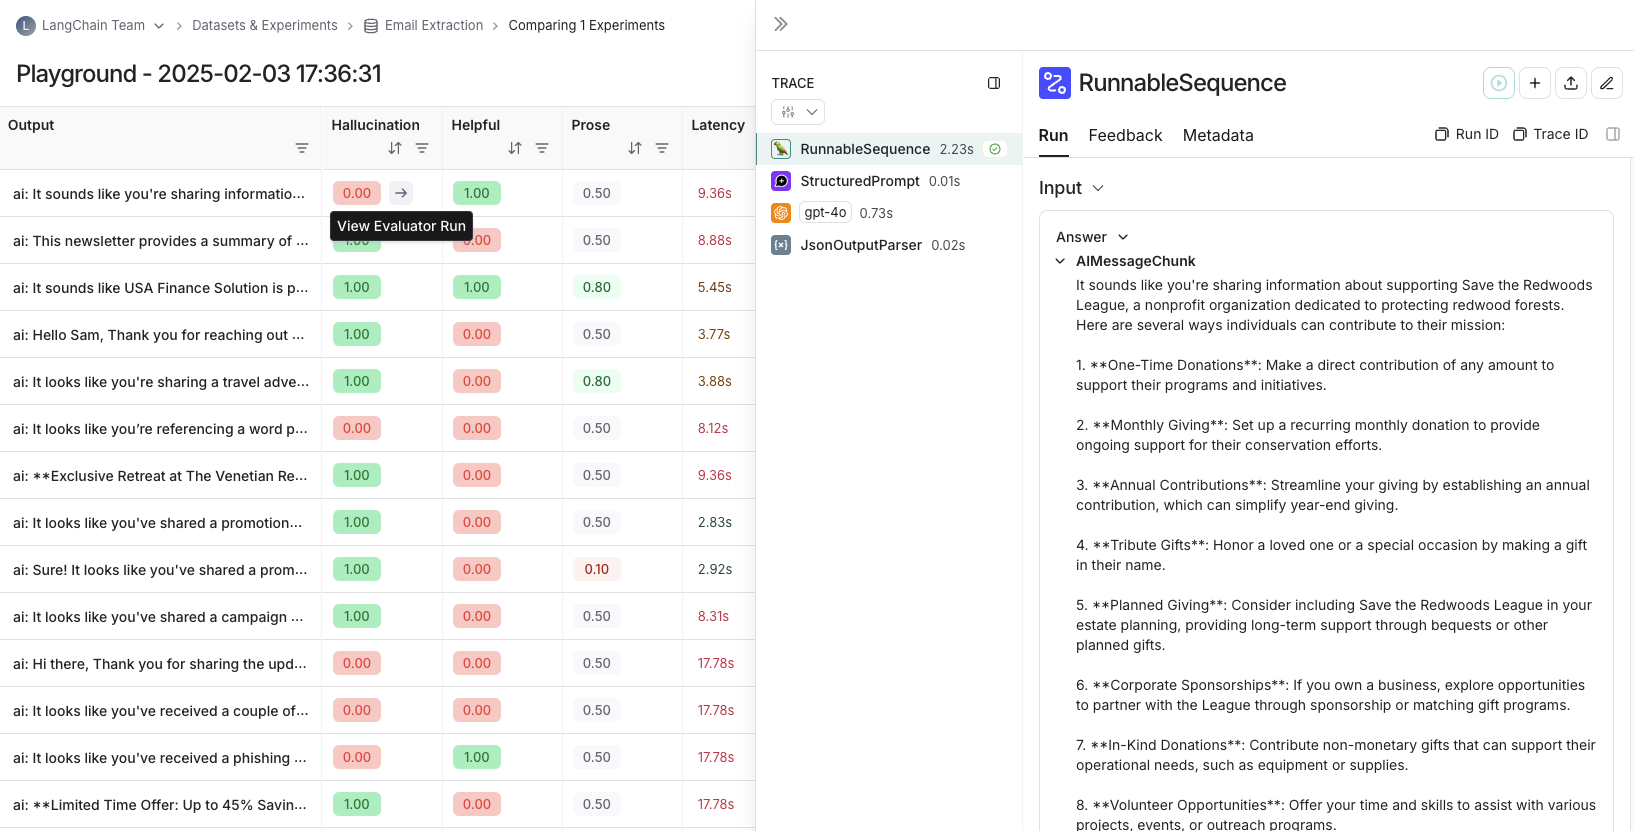 L LangChain Team > Datasets & Experiments > Email Extraction > Comparing 1 Experiments
Playground - 2025-02-03 17:36:31
Output Hallucination Helpful Prose Latency
ai: It sounds like you're sharing informatio... 0.00 → 1.00 0.50 9.36s
View Evaluator Run
ai: This newsletter provides a summary of ... 1.00 0.00 0.50 8.88s
ai: It sounds like USA Finance Solution is p... 1.00 1.00 0.80 5.45s
ai: Hello Sam, Thank you for reaching out ... 1.00 0.00 0.50 3.77s
ai: It looks like you're sharing a travel adve... 1.00 0.00 0.80 3.88s
ai: It looks like you're referencing a word p... 0.00 0.00 0.50 8.12s
ai: **Exclusive Retreat at The Venetian Re... 1.00 0.00 0.50 9.36s
ai: It looks like you've shared a promotion... 1.00 0.00 0.50 2.83s
ai: Sure! It looks like you've shared a prom... 1.00 0.00 0.10 2.92s
ai: It looks like you've shared a campaign ... 1.00 0.00 0.50 8.31s
ai: Hi there, Thank you for sharing the upd... 0.00 0.00 0.50 17.78s
ai: It looks like you've received a couple of... 0.00 0.00 0.50 17.78s
ai: It looks like you've received a phishing ... 0.00 1.00 0.50 17.78s
ai: **Limited Time Offer: Up to 45% Savin... 1.00 0.00 0.50 17.78s
TRACE
RunnableSequence 2.23s
StructuredPrompt 0.01s
gpt-4o 0.73s
JsonOutputParser 0.02s
RunnableSequence
Run Feedback Metadata Run ID Trace ID
Input
Answer
AIMessageChunk
It sounds like you're sharing information about supporting Save the Redwoods
League, a nonprofit organization dedicated to protecting redwood forests.
Here are several ways individuals can contribute to their mission:
1. **One-Time Donations**: Make a direct contribution of any amount to
support their programs and initiatives.
2. **Monthly Giving**: Set up a recurring monthly donation to provide
ongoing support for their conservation efforts.
3. **Annual Contributions**: Streamline your giving by establishing an annual
contribution, which can simplify year-end giving.
4. **Tribute Gifts**: Honor a loved one or a special occasion by making a gift
in their name.
5. **Planned Giving**: Consider including Save the Redwoods League in your
estate planning, providing long-term support through bequests or other
planned gifts.
6. **Corporate Sponsorships**: If you own a business, explore opportunities
to partner with the League through sponsorship or matching gift programs.
7. **In-Kind Donations**: Contribute non-monetary gifts that can support their
operational needs, such as equipment or supplies.
8. **Volunteer Opportunities**: Offer your time and skills to assist with various
projects, events, or outreach programs.